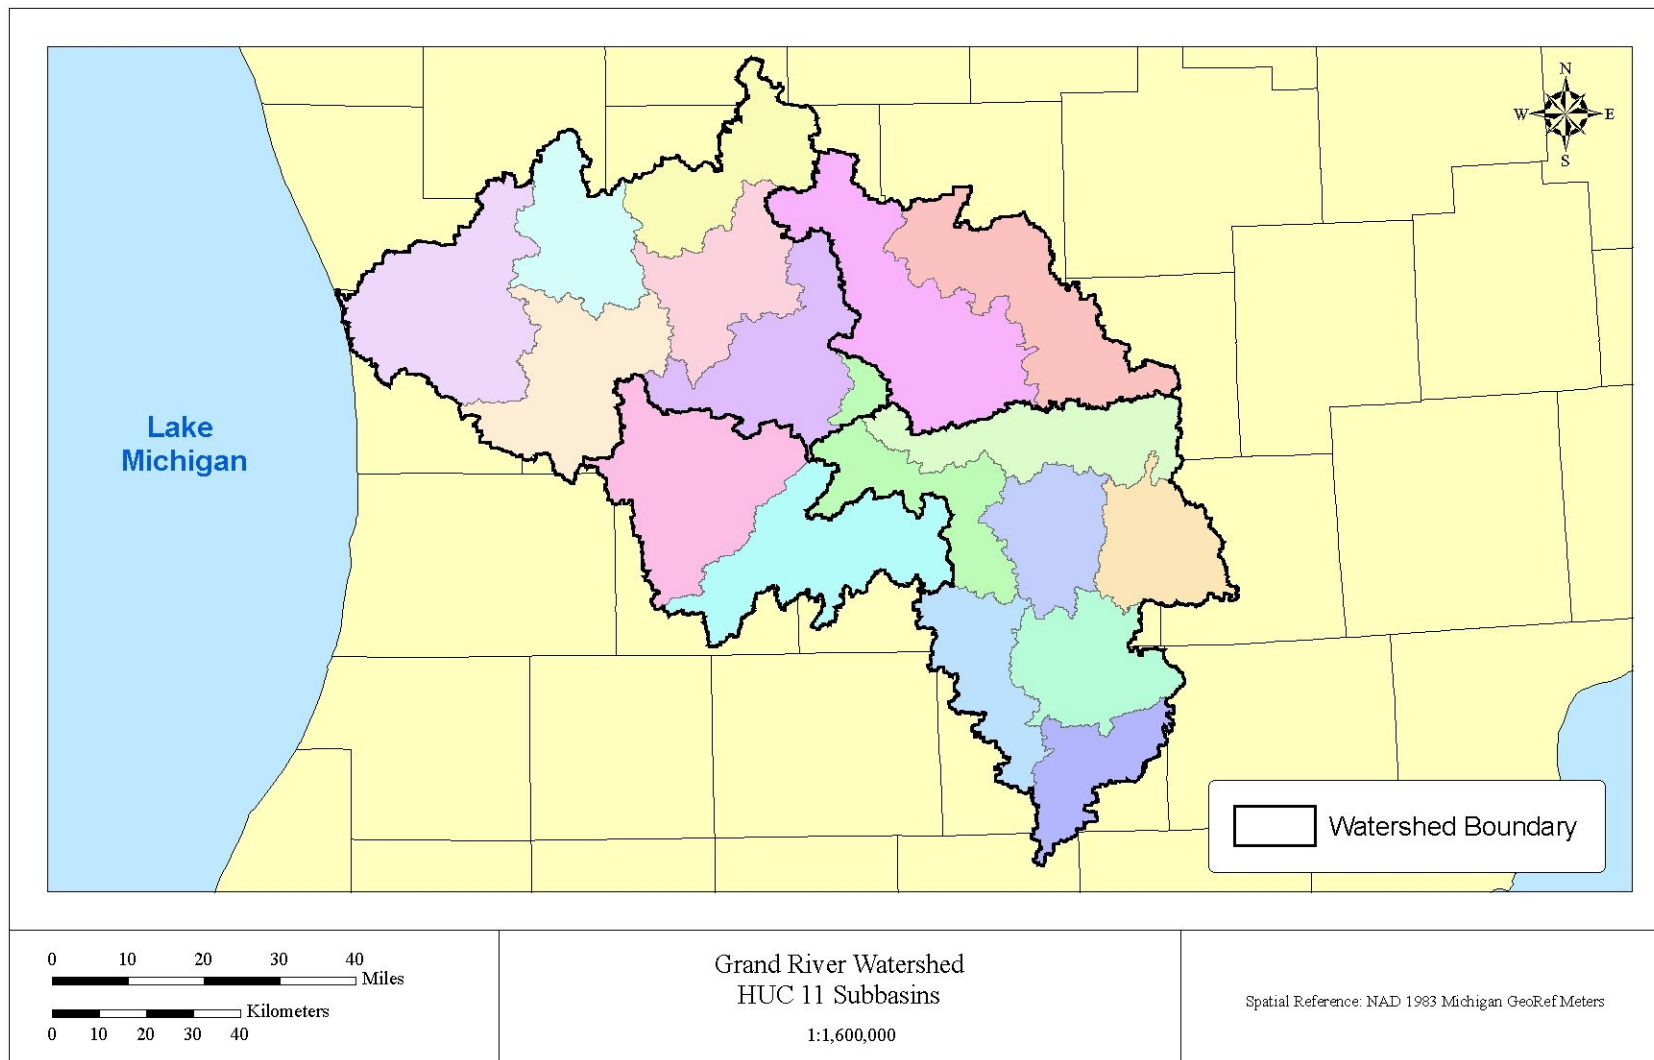 N
W E
S
Lake
Michigan
Watershed Boundary
0 10 20 30 40
Miles
Kilometers
0 10 20 30 40
Grand River Watershed
HUC 11 Subbasins
1:1,600,000
Spatial Reference: NAD 1983 Michigan GeoRef Meters